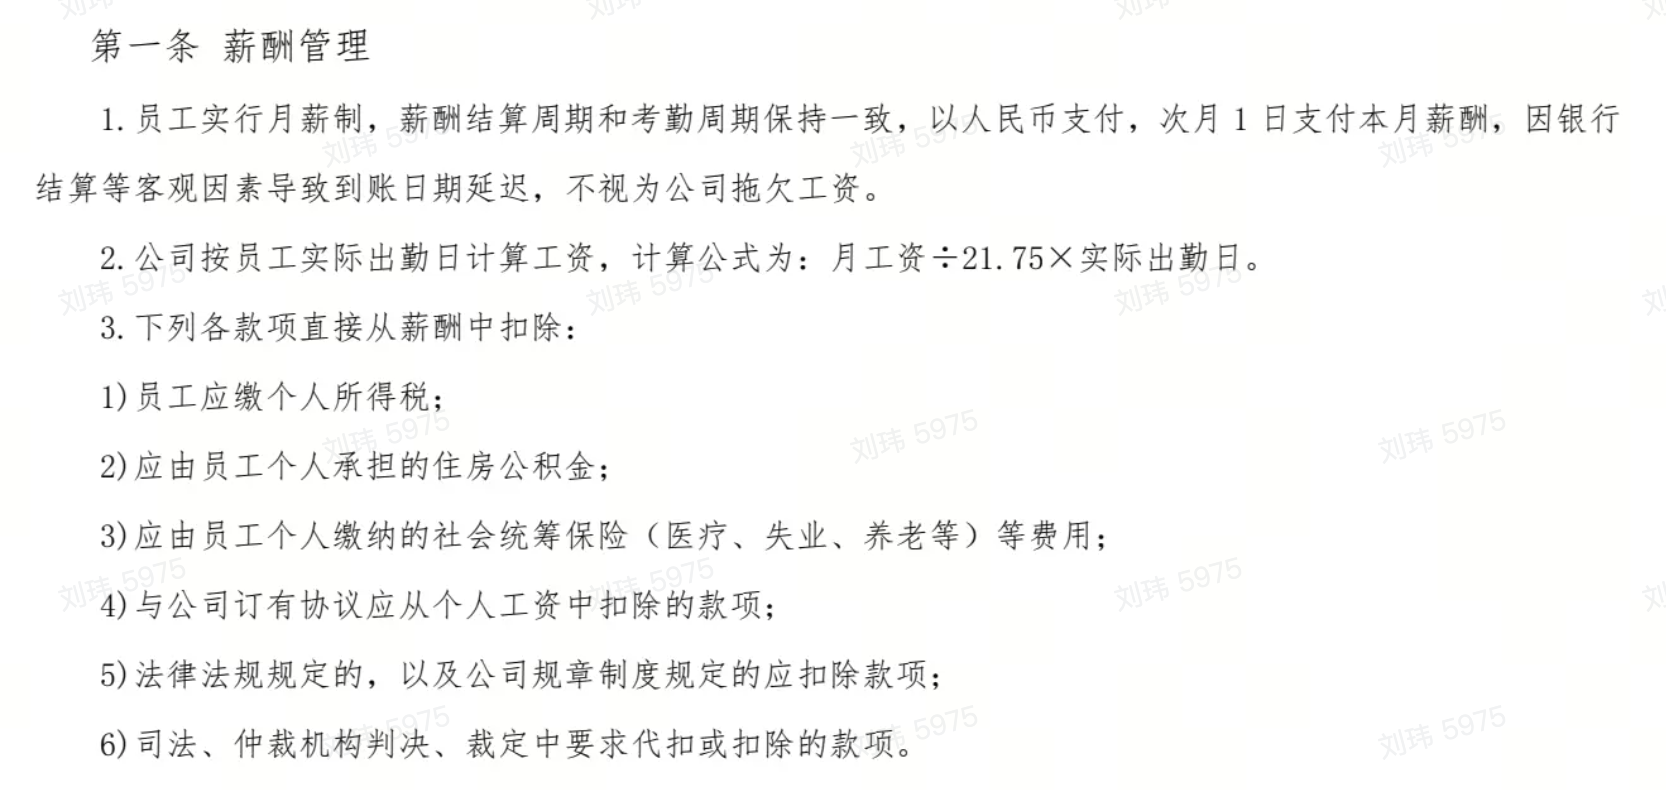 第一条 薪酬管理
1.员工实行月薪制，薪酬结算周期和考勤周期保持一致，以人民币支付，次月1日支付本月薪酬，因银行
结算等客观因素导致到账日期延迟，不视为公司拖欠工资。
2.公司按员工实际出勤日计算工资，计算公式为：月工资÷21.75×实际出勤日。
3.下列各款项直接从薪酬中扣除：
1)员工应缴个人所得税；
2)应由员工个人承担的住房公积金；
3)应由员工个人缴纳的社会统筹保险（医疗、失业、养老等）等费用；
4)与公司订有协议应从个人工资中扣除的款项；
5)法律法规规定的，以及公司规章制度规定的应扣除款项；
6)司法、仲裁机构判决、裁定中要求代扣或扣除的款项。
刘玮 5975